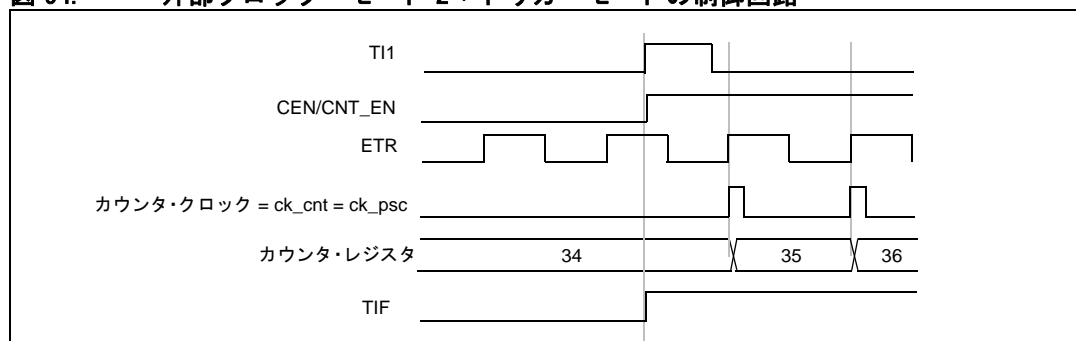 TI1
CEN/CNT_EN
ETR
カウンタ・クロック = ck_cnt = ck_psc
カウンタ・レジスタ 34 35 36
TIF